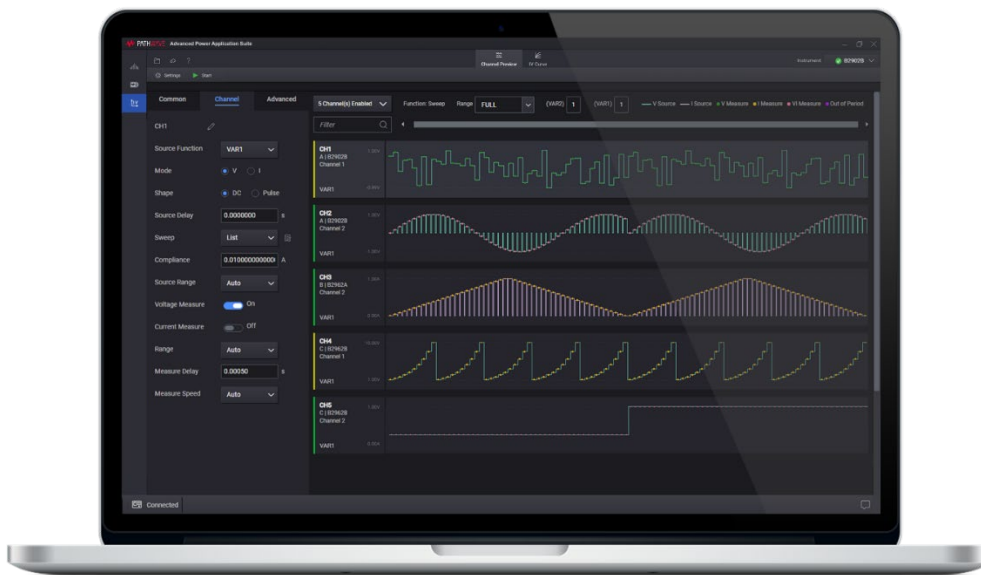 PATHWAVE Advanced Power Application Suite
Channel Preview
IV Curve
Instrument B2902B
Settings Start
Common Channel Advanced
5 Channel(s) Enabled Function: Sweep Range FULL (VAR2) 1 (VAR1) 1 V Source I Source V Measure I Measure VI Measure Out of Period
Filter
CH1
Source Function VAR1
Mode V I
Shape DC Pulse
Source Delay 0.0000000 s
Sweep List
Compliance 0.0100000000000 A
Source Range Auto
Voltage Measure On
Current Measure Off
Range Auto
Measure Delay 0.00050 s
Measure Speed Auto
CH1
A | B2902B
Channel 1
VAR1
CH2
A | B2902B
Channel 2
VAR1
CH3
B | B2962A
Channel 2
VAR1
CH4
C | B2962B
Channel 1
VAR1
CH5
C | B2962B
Channel 2
VAR1
Connected